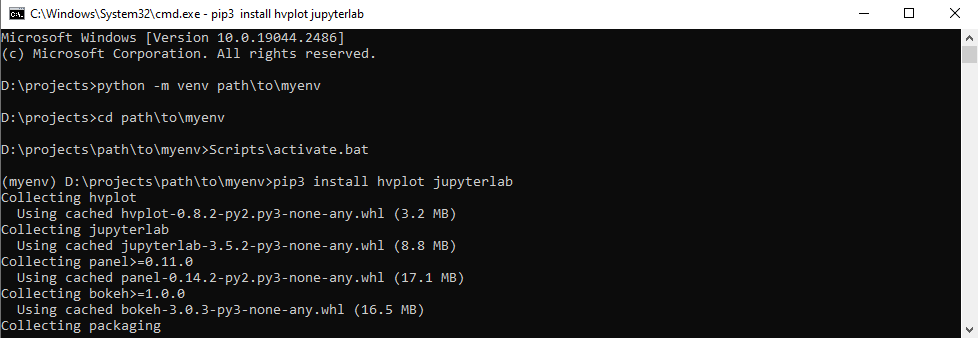 C:\Windows\System32\cmd.exe - pip3  install hvplot jupyterlab
Microsoft Windows [Version 10.0.19044.2486]
(c) Microsoft Corporation. All rights reserved.
D:\projects>python -m venv path\to\myenv
D:\projects>cd path\to\myenv
D:\projects\path\to\myenv>Scripts\activate.bat
(myenv) D:\projects\path\to\myenv>pip3 install hvplot jupyterlab
Collecting hvplot
  Using cached hvplot-0.8.2-py2.py3-none-any.whl (3.2 MB)
Collecting jupyterlab
  Using cached jupyterlab-3.5.2-py3-none-any.whl (8.8 MB)
Collecting panel>=0.11.0
  Using cached panel-0.14.2-py2.py3-none-any.whl (17.1 MB)
Collecting bokeh>=1.0.0
  Using cached bokeh-3.0.3-py3-none-any.whl (16.5 MB)
Collecting packaging